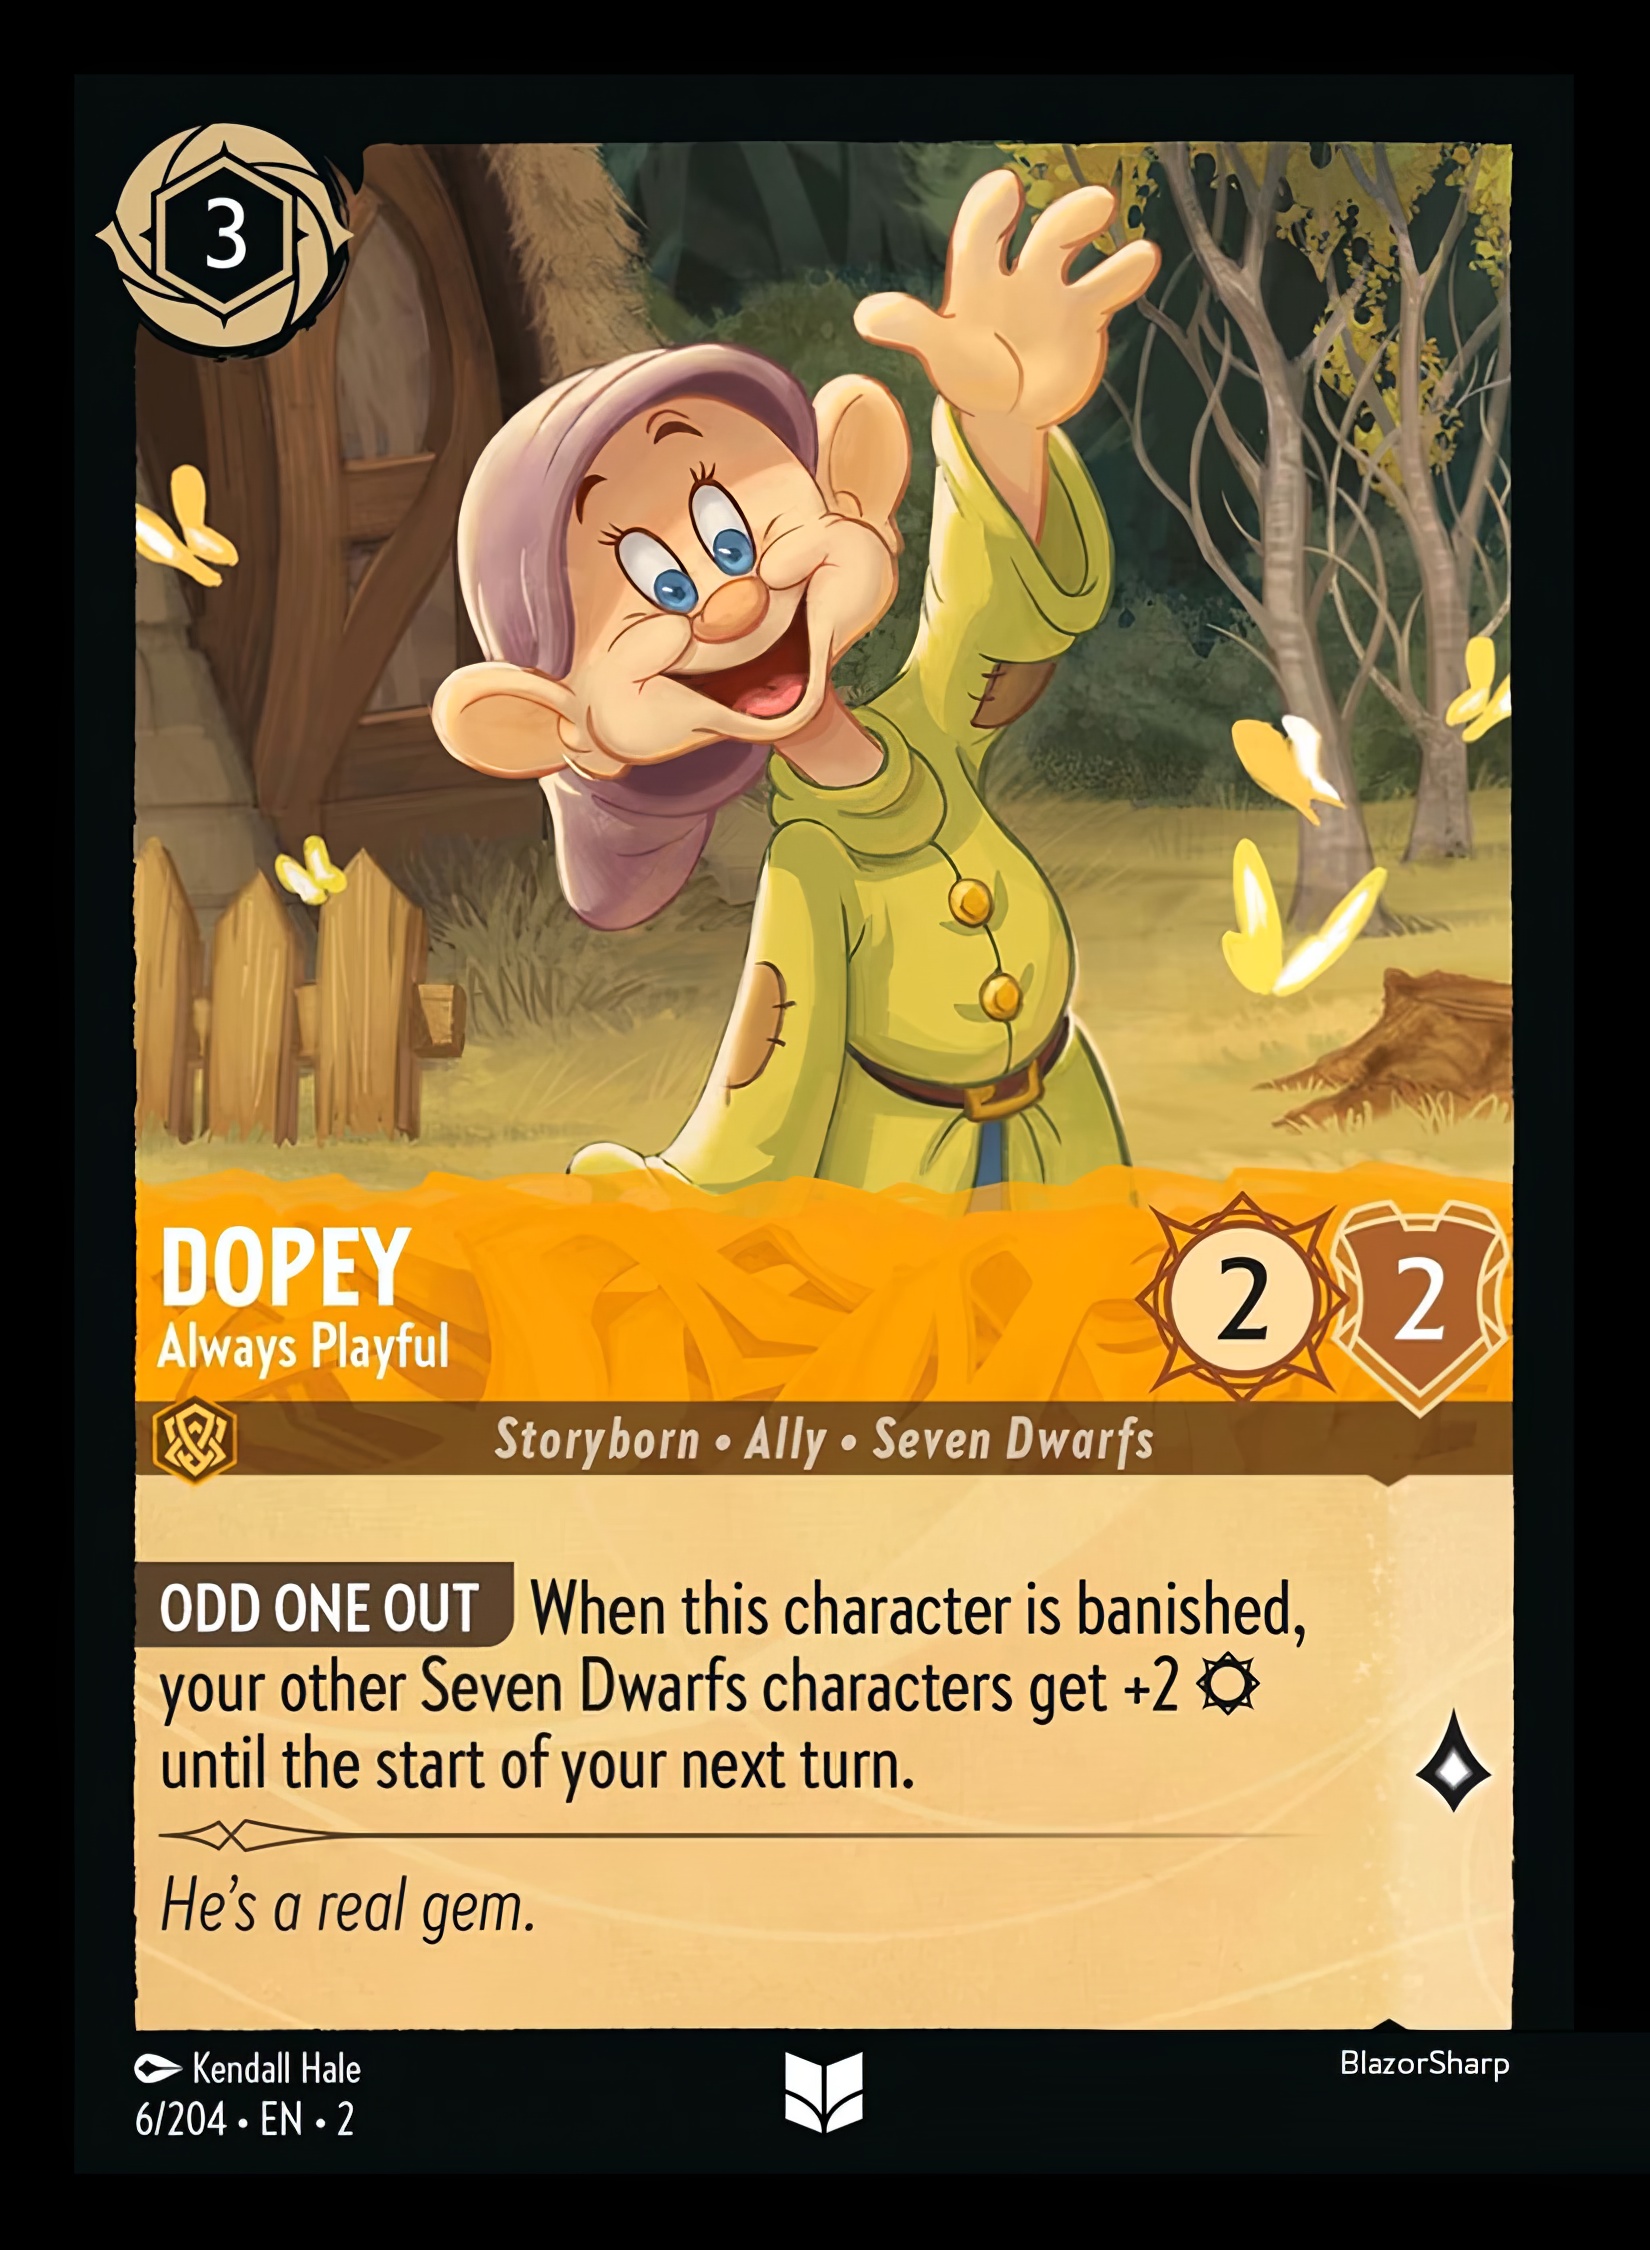 3
DOPEY
Always Playful
2 2
Storyborn • Ally • Seven Dwarfs
ODD ONE OUT When this character is banished,
your other Seven Dwarfs characters get +2
until the start of your next turn.
He's a real gem.
Kendall Hale
BlazorSharp
6/204 • EN • 2